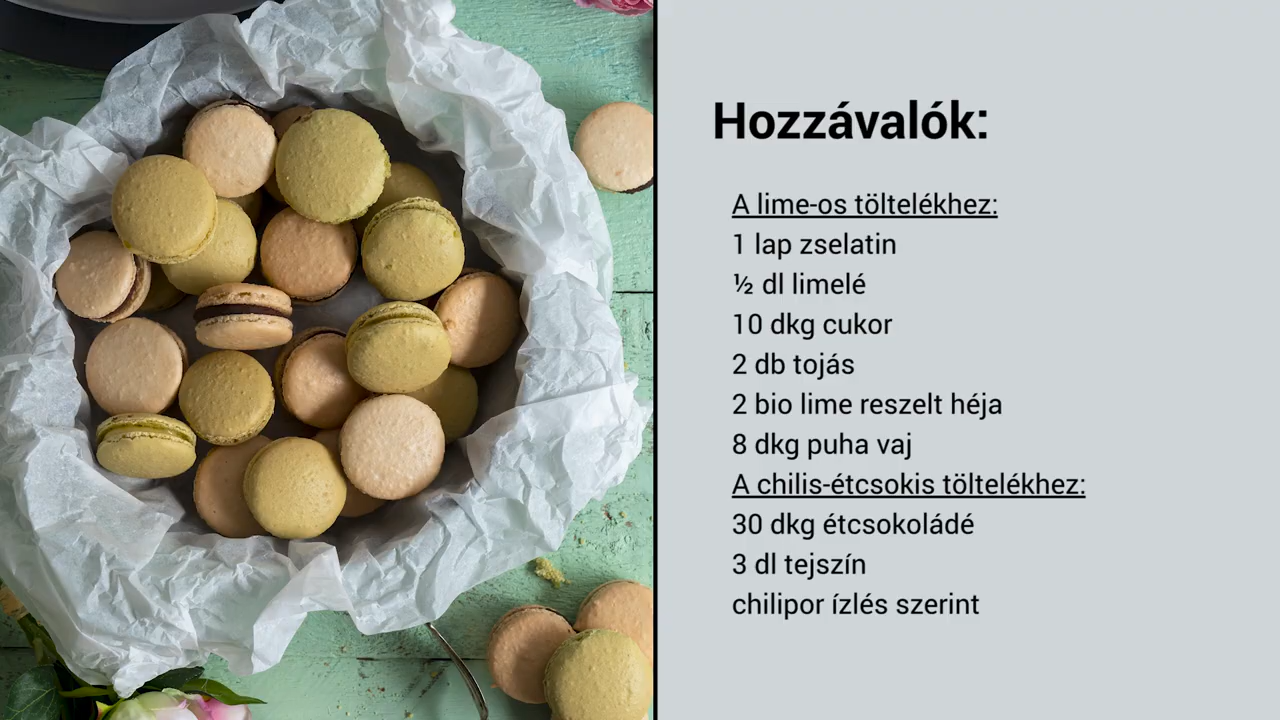 Hozzávalók:
A lime-os töltelékhez:
1 lap zselatin
½ dl limelé
10 dkg cukor
2 db tojás
2 bio lime reszelt héja
8 dkg puha vaj
A chilis-étcsokis töltelékhez:
30 dkg étcsokoládé
3 dl tejszín
chilipor ízlés szerint